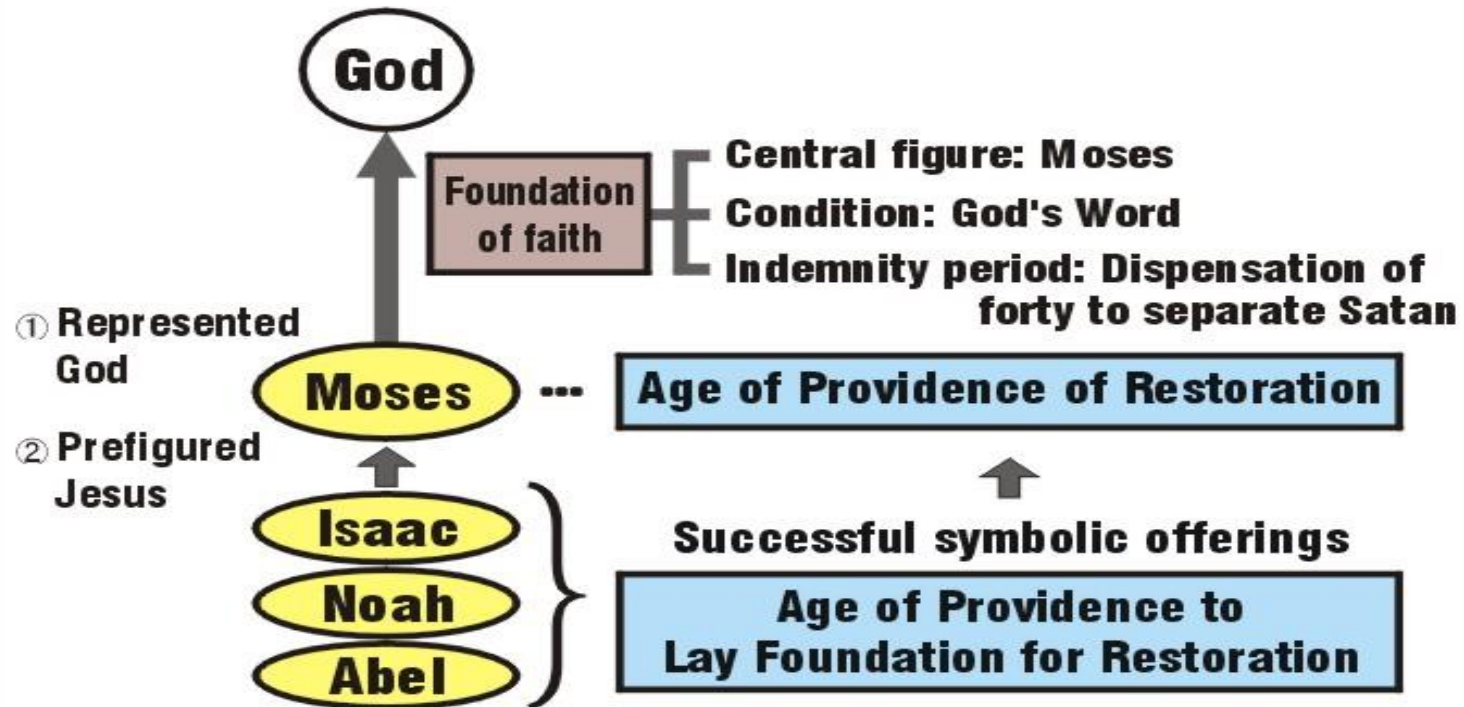 God
Foundation
of faith
Central figure: Moses
Condition: God's Word
Indemnity period: Dispensation of
forty to separate Satan
① Represented
God
Moses
...
Age of Providence of Restoration
② Prefigured
Jesus
Isaac
Noah
Abel
Successful symbolic offerings
Age of Providence to
Lay Foundation for Restoration